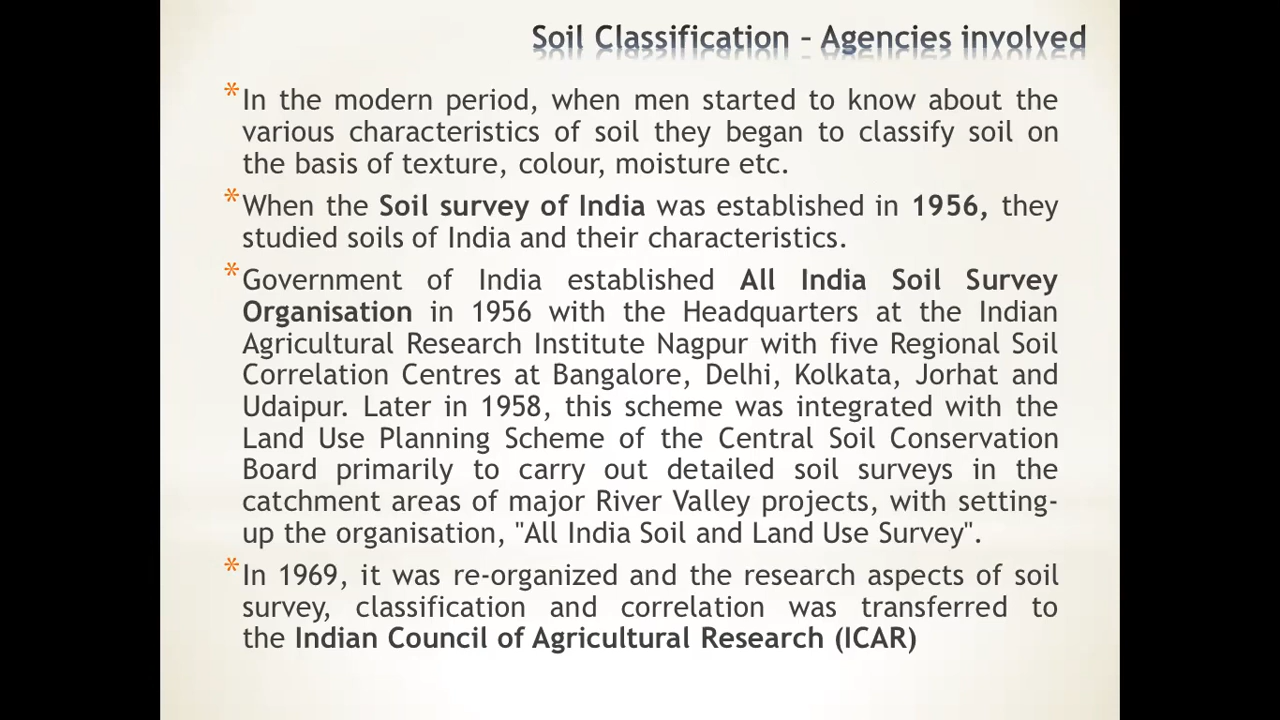 Soil Classification – Agencies involved
*In the modern period, when men started to know about the
various characteristics of soil they began to classify soil on
the basis of texture, colour, moisture etc.
*When the Soil survey of India was established in 1956, they
studied soils of India and their characteristics.
*Government of India established All India Soil Survey
Organisation in 1956 with the Headquarters at the Indian
Agricultural Research Institute Nagpur with five Regional Soil
Correlation Centres at Bangalore, Delhi, Kolkata, Jorhat and
Udaipur. Later in 1958, this scheme was integrated with the
Land Use Planning Scheme of the Central Soil Conservation
Board primarily to carry out detailed soil surveys in the
catchment areas of major River Valley projects, with setting-
up the organisation, "All India Soil and Land Use Survey".
*In 1969, it was re-organized and the research aspects of soil
survey, classification and correlation was transferred to
the Indian Council of Agricultural Research (ICAR)